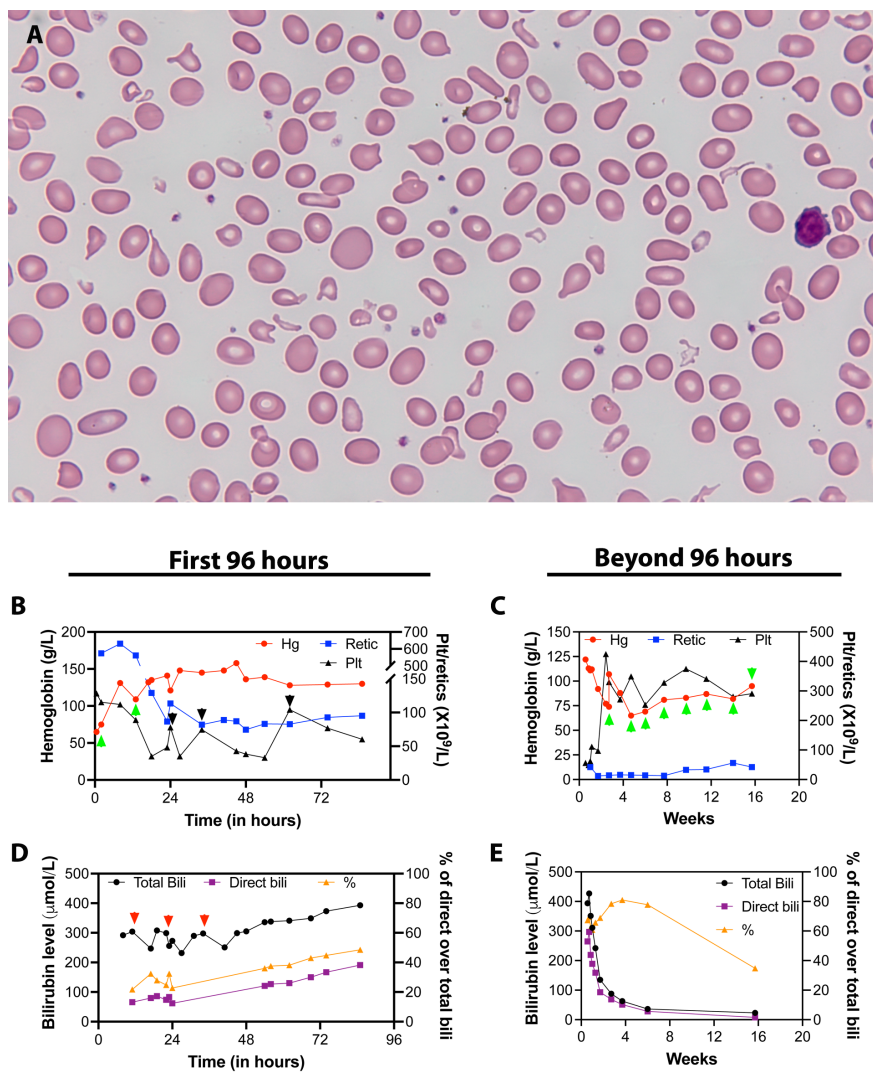 A
First 96 hours
Beyond 96 hours
B
Hemoglobin (g/L)
200
150
100
50
0
Hg
Retic
Plt
700
600
500
150
100
50
0
Plt/retics (X10⁹/L)
0
24
48
72
Time (in hours)
C
Hemoglobin (g/L)
150
125
100
75
50
25
0
Hg
Retic
Plt
500
400
300
200
100
0
Plt/retics (X10⁹/L)
0
4
8
12
16
20
Weeks
D
Bilirubin level (μmol/L)
500
400
300
200
100
0
Total Bili
Direct bili
%
100
80
60
40
20
0
% of direct over total bili
0
24
48
72
96
Time (in hours)
E
Bilirubin level (μmol/L)
500
400
300
200
100
0
Total Bili
Direct bili
%
100
80
60
40
20
0
% of direct over total bili
0
4
8
12
16
20
Weeks